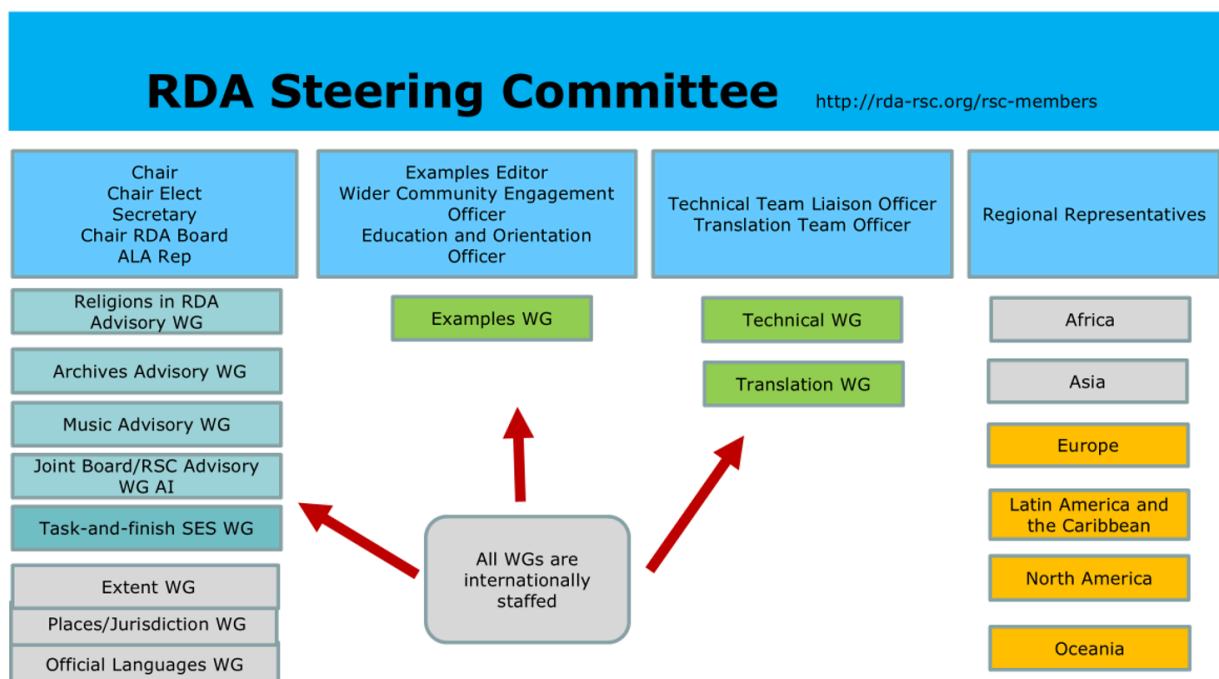 RDA Steering Committee http://rda-rsc.org/rsc-members
Chair
Chair Elect
Secretary
Chair RDA Board
ALA Rep
Religions in RDA
Advisory WG
Archives Advisory WG
Music Advisory WG
Joint Board/RSC Advisory
WG AI
Task-and-finish SES WG
Extent WG
Places/Jurisdiction WG
Official Languages WG
Examples Editor
Wider Community Engagement
Officer
Education and Orientation
Officer
Examples WG
All WGs are
internationally
staffed
Technical Team Liaison Officer
Translation Team Officer
Technical WG
Translation WG
Regional Representatives
Africa
Asia
Europe
Latin America and
the Caribbean
North America
Oceania